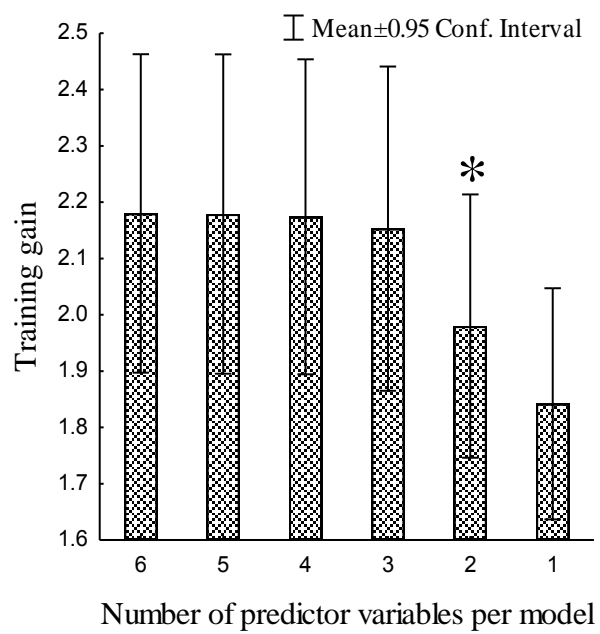 Mean±0.95 Conf. Interval
Training gain
2.5
2.4
2.3
2.2
2.1
2.0
1.9
1.8
1.7
1.6
*
6 5 4 3 2 1
Number of predictor variables per model